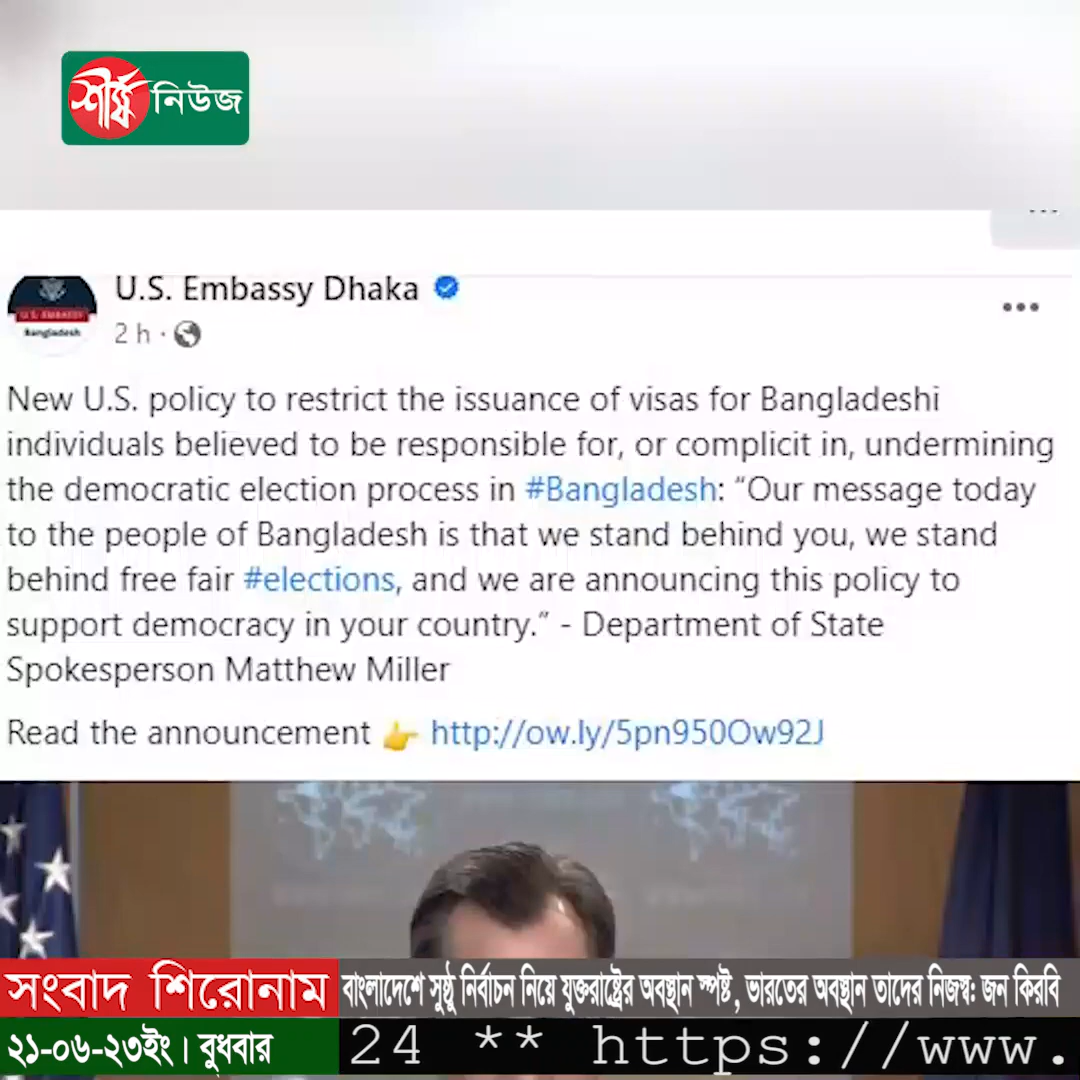 শীর্ষ নিউজ
U.S. Embassy Dhaka
U.S. EMBASSY
Bangladesh
2 h ·
New U.S. policy to restrict the issuance of visas for Bangladeshi
individuals believed to be responsible for, or complicit in, undermining
the democratic election process in #Bangladesh: “Our message today
to the people of Bangladesh is that we stand behind you, we stand
behind free fair #elections, and we are announcing this policy to
support democracy in your country.” - Department of State
Spokesperson Matthew Miller
Read the announcement 👉 http://ow.ly/5pn950Ow92J
সংবাদ শিরোনাম
বাংলাদেশে সুষ্ঠু নির্বাচন নিয়ে যুক্তরাষ্ট্রের অবস্থান স্পষ্ট, ভারতের অবস্থান তাদের নিজস্ব: জন কিরবি
২১-০৬-২৩ইং। বুধবার
24 ** https://www.